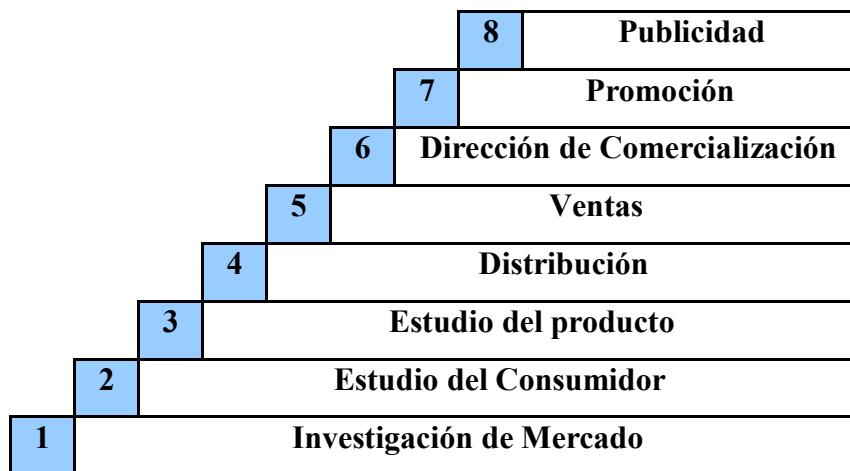 8 Publicidad
7 Promoción
6 Dirección de Comercialización
5 Ventas
4 Distribución
3 Estudio del producto
2 Estudio del Consumidor
1 Investigación de Mercado